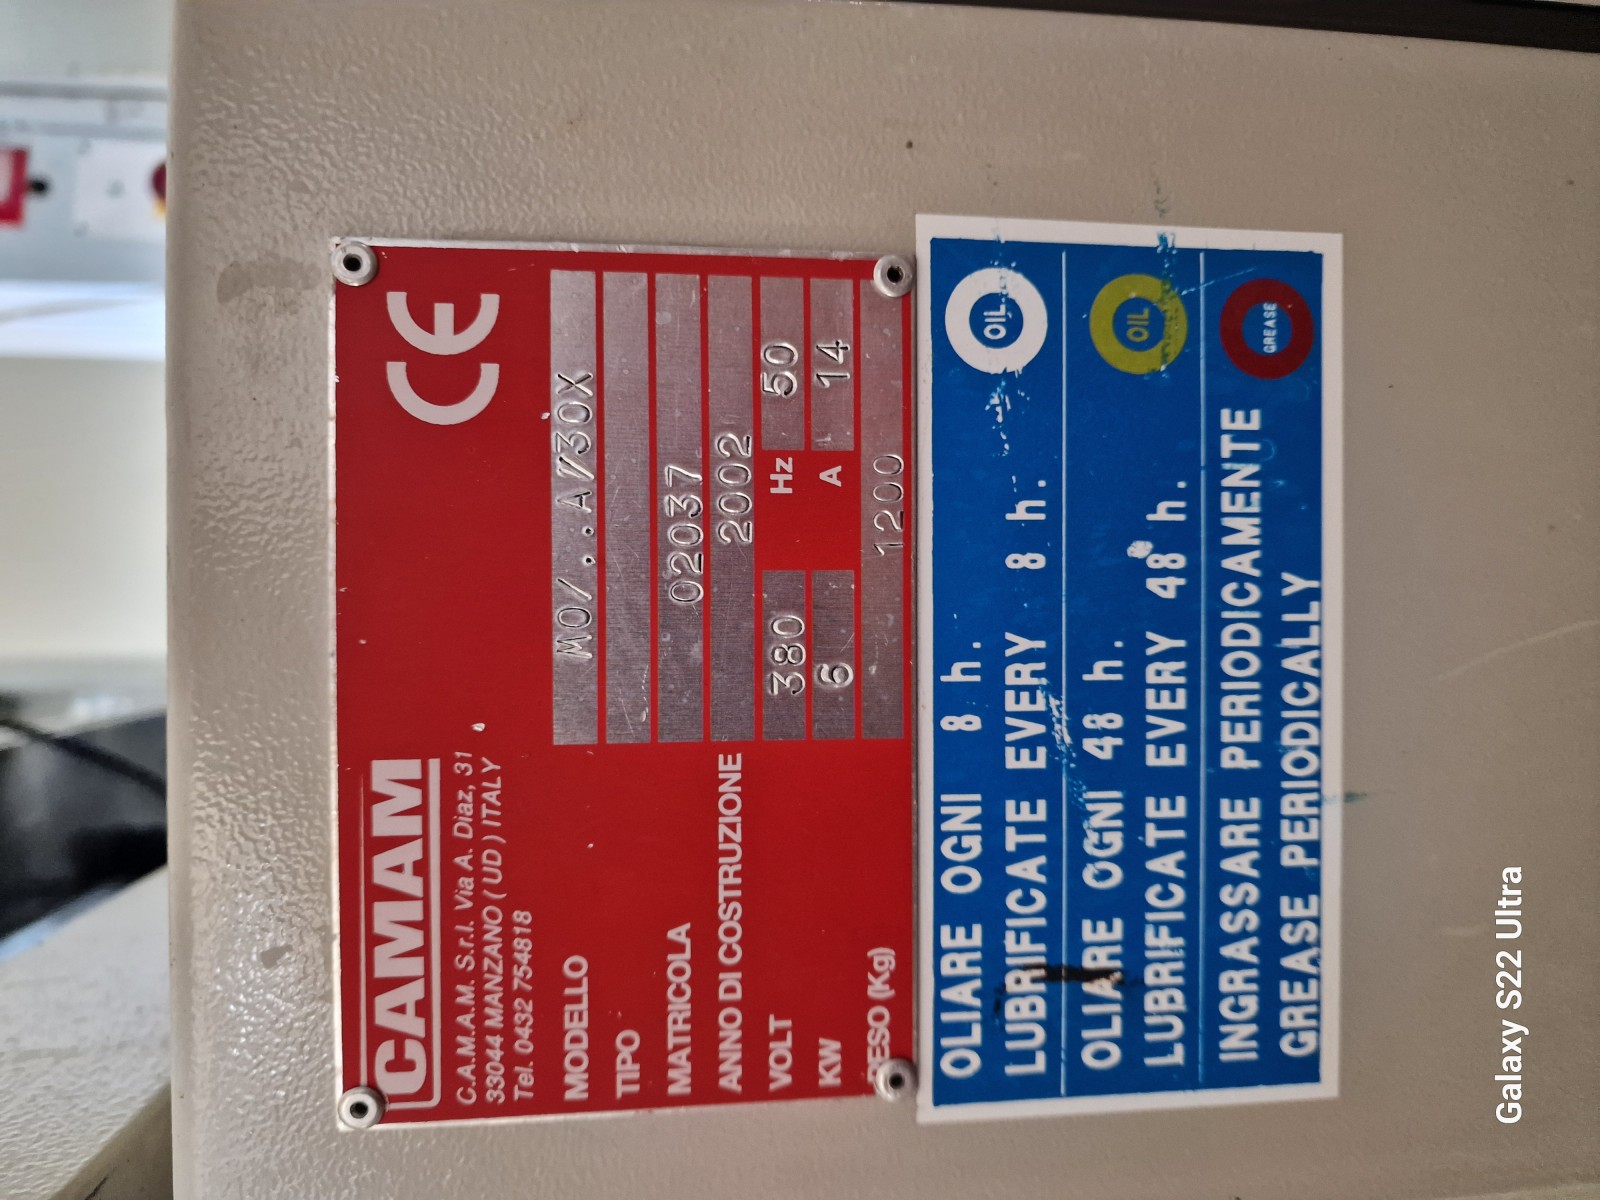 CAMAM
CE
C.A.M.A.M. S.r.l. Via A. Diaz, 31
33044 MANZANO ( UD ) ITALY
Tel. 0432 754818
MODELLO MO/..A/30X
TIPO
MATRICOLA 02037
ANNO DI COSTRUZIONE 2002
VOLT 380 Hz 50
KW 6 A 14
PESO (Kg) 1200
OLIARE OGNI 8 h. OIL
LUBRIFICATE EVERY 8 h.
OLIARE OGNI 48 h. OIL
LUBRIFICATE EVERY 48 h.
INGRASSARE PERIODICAMENTE GREASE
GREASE PERIODICALLY
Galaxy S22 Ultra